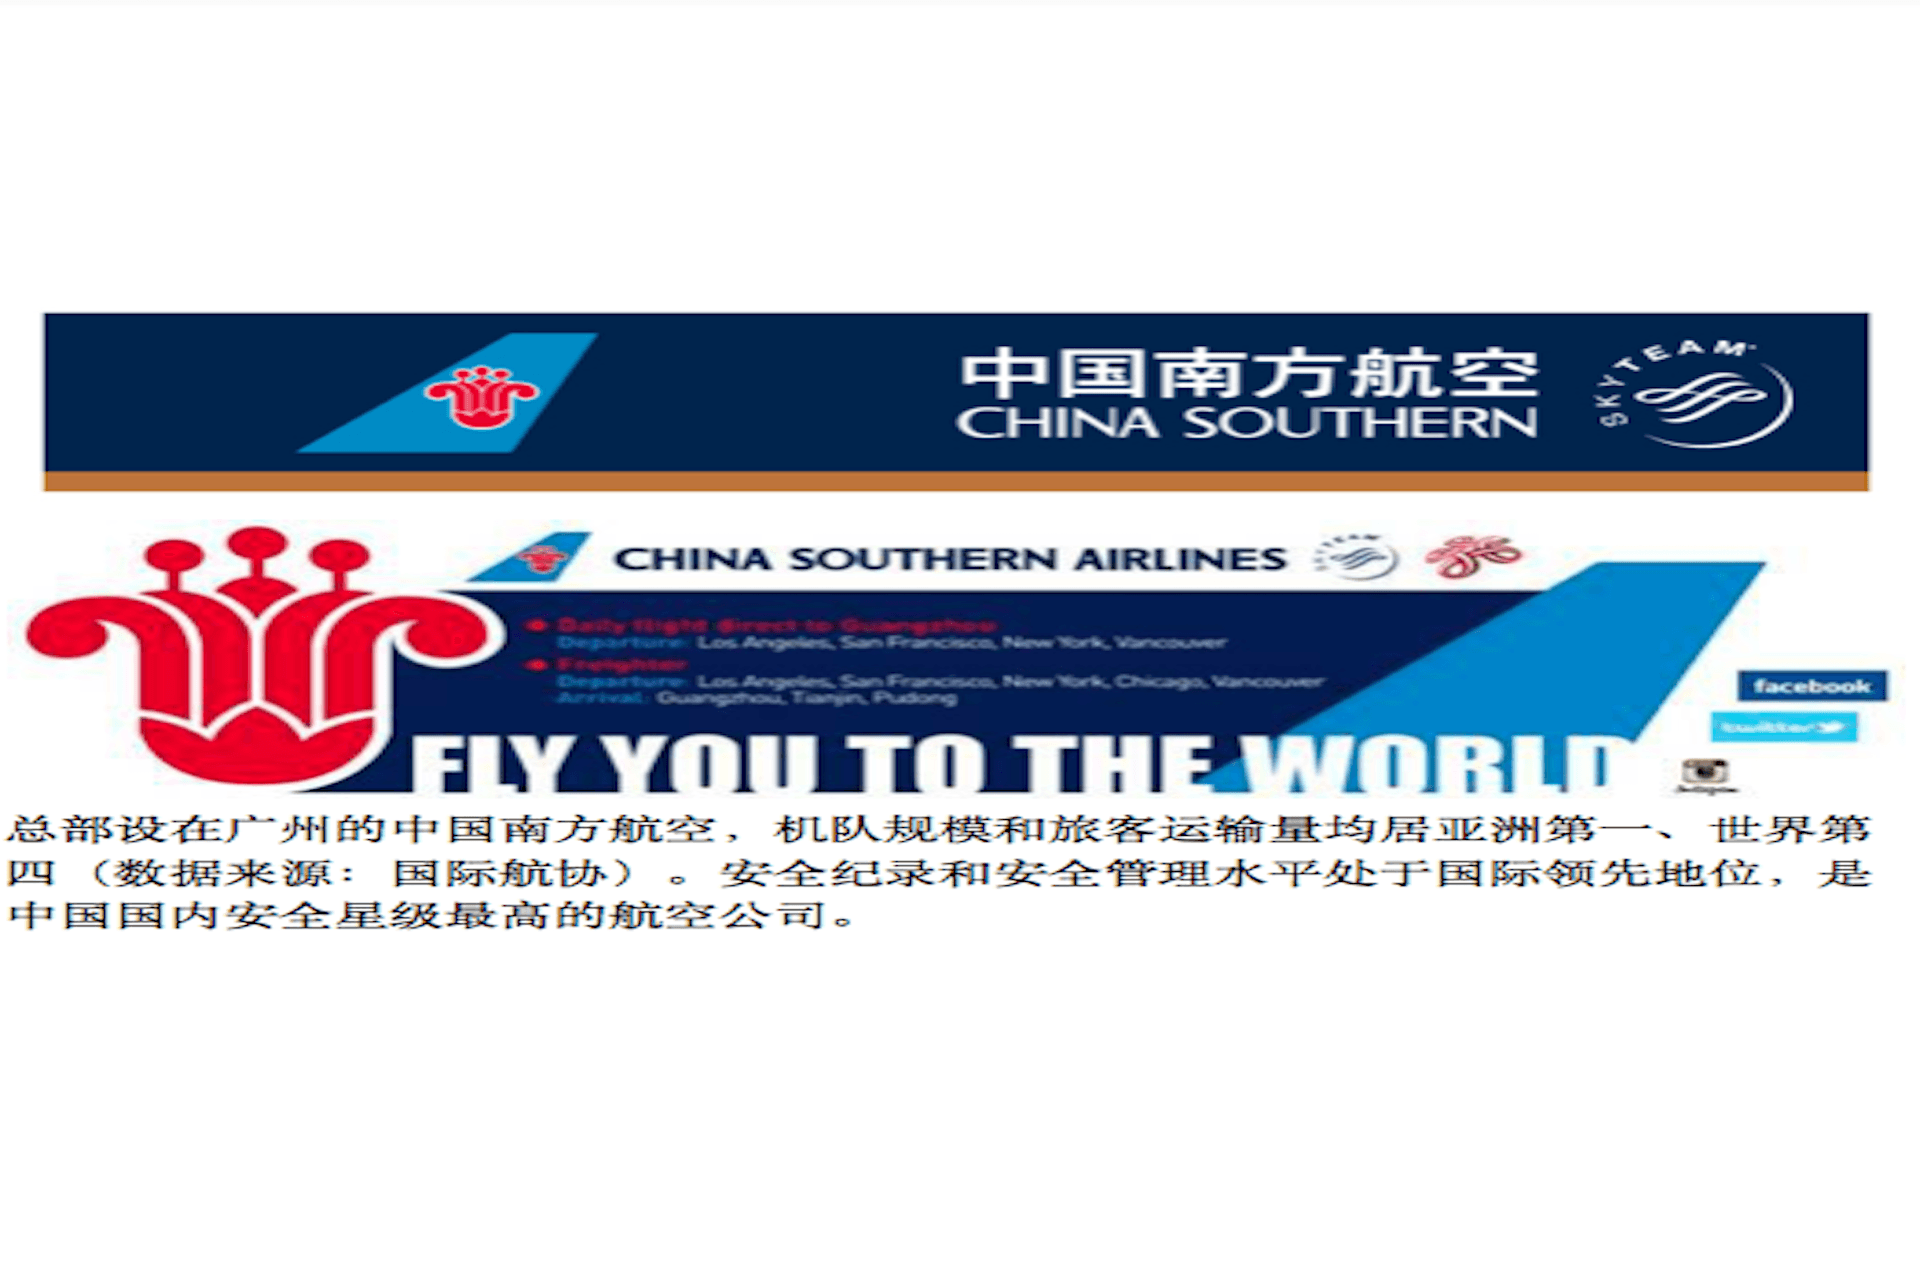 中国南方航空
CHINA SOUTHERN
SKYTEAM
CHINA SOUTHERN AIRLINES
SKYTEAM
Daily flight direct to Guangzhou
Departure: Los Angeles, San Francisco, New York, Vancouver
Freighter
Departure: Los Angeles, San Francisco, New York, Chicago, Vancouver
Arrival: Guangzhou, Tianjin, Pudong
facebook
twitter
FLY YOU TO THE WORLD
总部设在广州的中国南方航空，机队规模和旅客运输量均居亚洲第一、世界第
四（数据来源：国际航协）。安全纪录和安全管理水平处于国际领先地位，是
中国国内安全星级最高的航空公司。